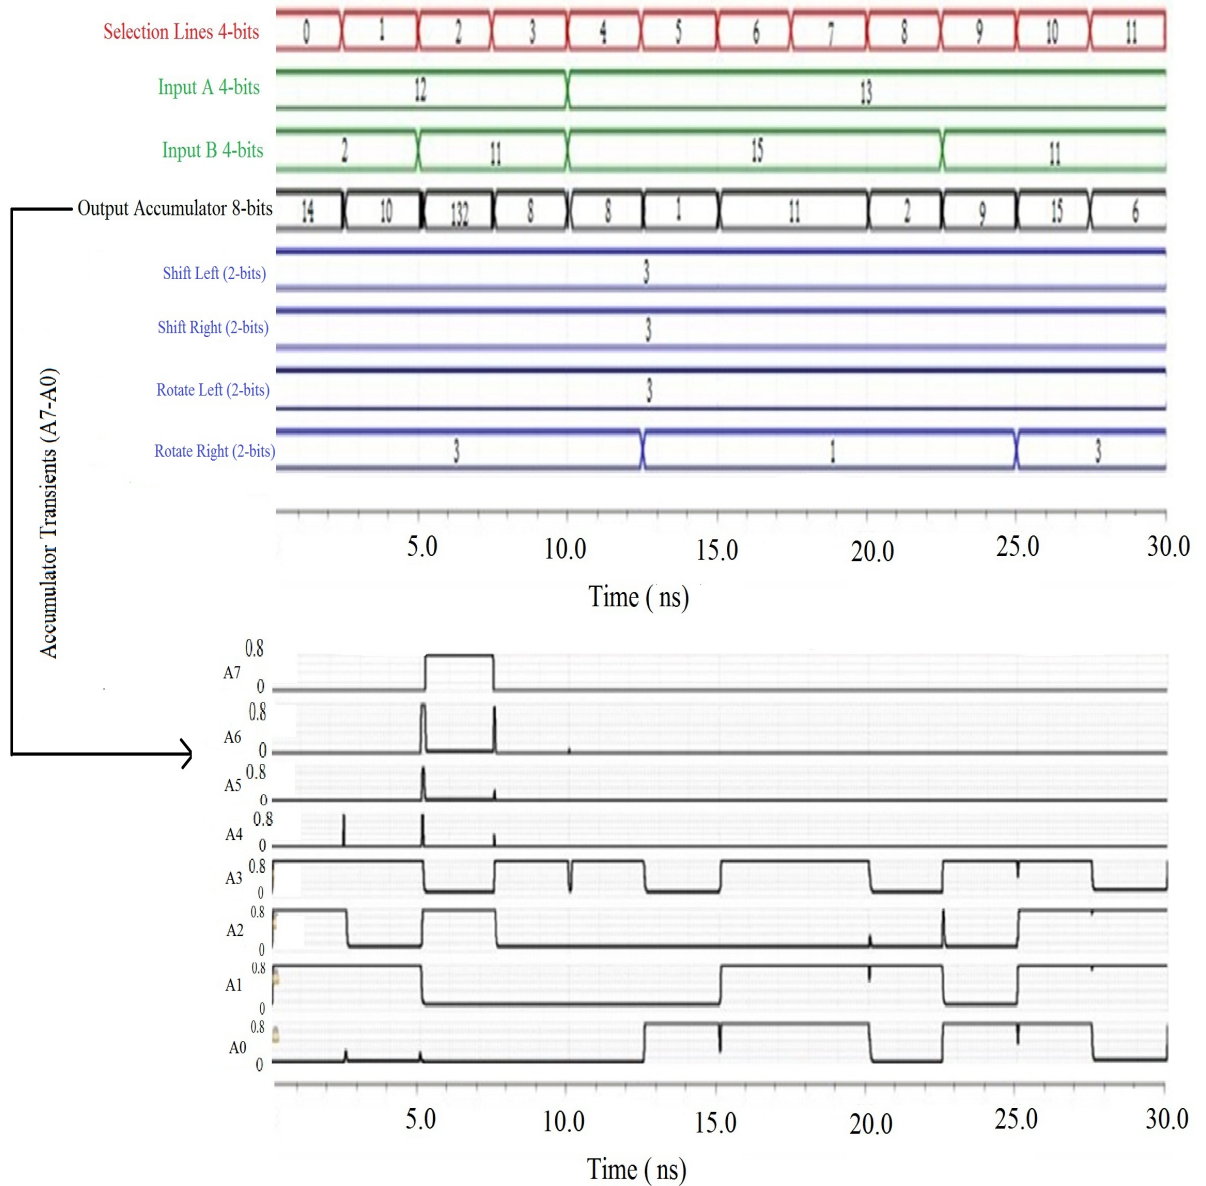 Selection Lines 4-bits 0 1 2 3 4 5 6 7 8 9 10 11
Input A 4-bits 12 13
Input B 4-bits 2 11 15 11
Output Accumulator 8-bits 14 10 132 8 8 1 11 2 9 15 6
Shift Left (2-bits) 3
Shift Right (2-bits) 3
Rotate Left (2-bits) 3
Rotate Right (2-bits) 3 1 3
5.0 10.0 15.0 20.0 25.0 30.0
Time ( ns)
Accumulator Transients (A7-A0)
0.8
A7
0
0.8
A6
0
0.8
A5
0
0.8
A4
0
0.8
A3
0
0.8
A2
0
0.8
A1
0
0.8
A0
0
5.0 10.0 15.0 20.0 25.0 30.0
Time ( ns)